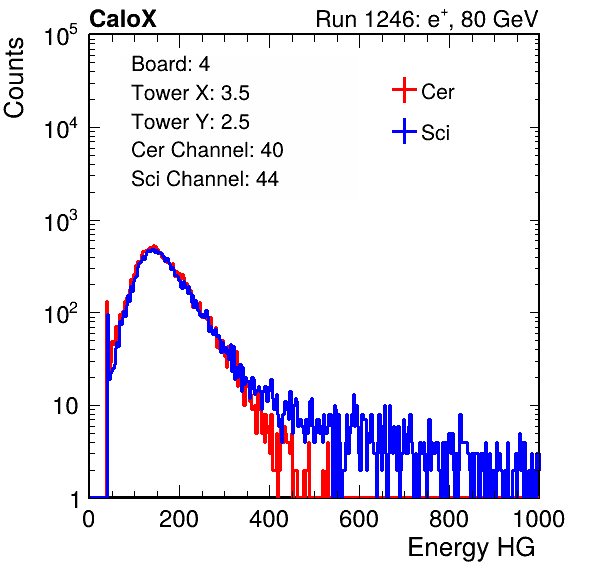 CaloX Run 1246: e⁺, 80 GeV
Counts
10⁵
10⁴
10³
10²
10
1
Board: 4
Tower X: 3.5
Tower Y: 2.5
Cer Channel: 40
Sci Channel: 44
Cer
Sci
0 200 400 600 800 1000
Energy HG